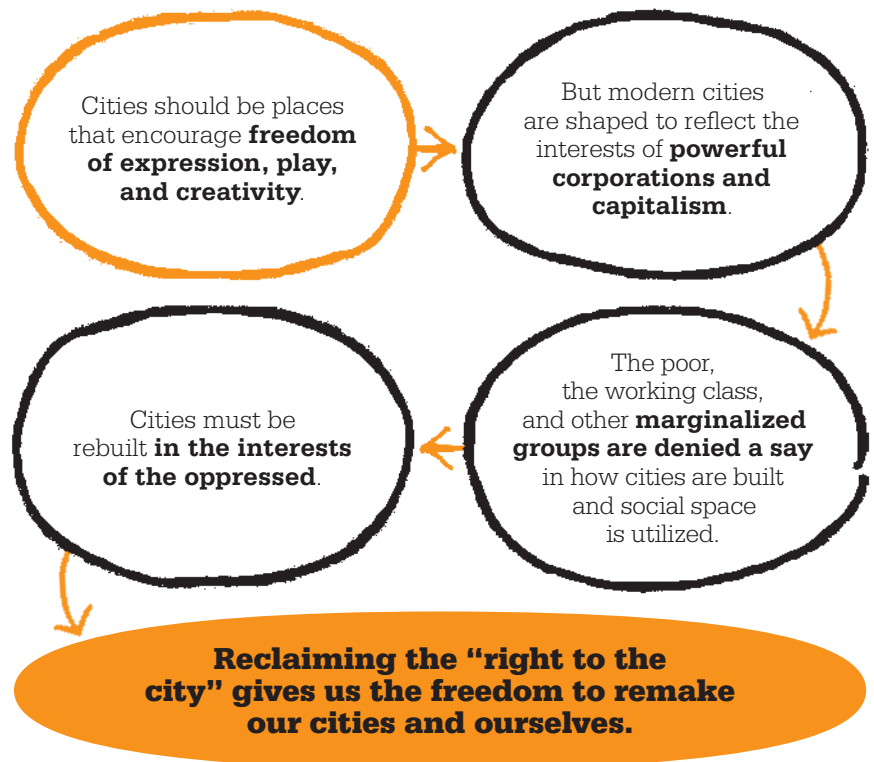 Cities should be places
that encourage freedom
of expression, play,
and creativity.
But modern cities
are shaped to reflect the
interests of powerful
corporations and
capitalism.
The poor,
the working class,
and other marginalized
groups are denied a say
in how cities are built
and social space
is utilized.
Cities must be
rebuilt in the interests
of the oppressed.
Reclaiming the “right to the
city” gives us the freedom to remake
our cities and ourselves.